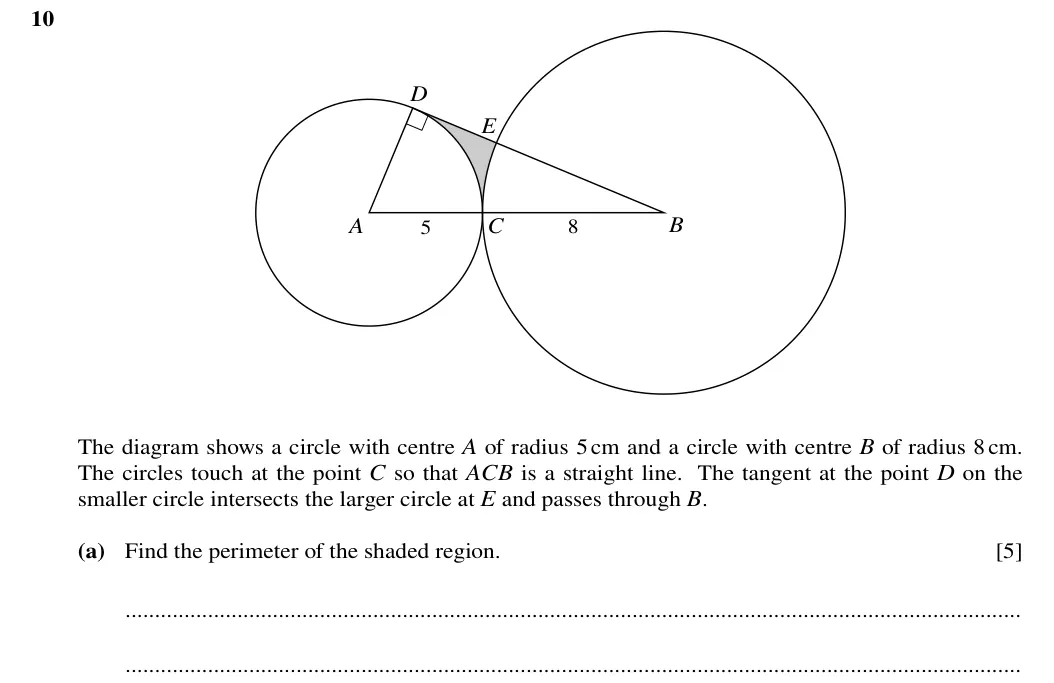 10
D
E
A
5
C
8
B
The diagram shows a circle with centre A of radius 5 cm and a circle with centre B of radius 8 cm.
The circles touch at the point C so that ACB is a straight line. The tangent at the point D on the
smaller circle intersects the larger circle at E and passes through B.
(a) Find the perimeter of the shaded region. [5]